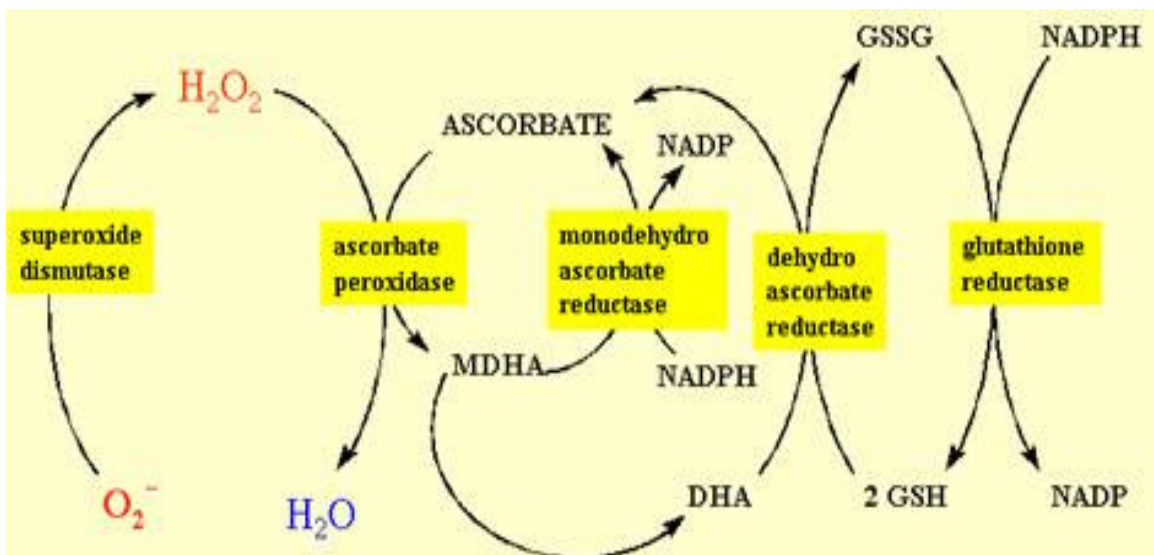 GSSG
NADPH
H₂O₂
ASCORBATE
NADP
superoxide
dismutase
ascorbate
peroxidase
monodehydro
ascorbate
reductase
dehydro
ascorbate
reductase
glutathione
reductase
MDHA
NADPH
O₂⁻
H₂O
DHA
2 GSH
NADP